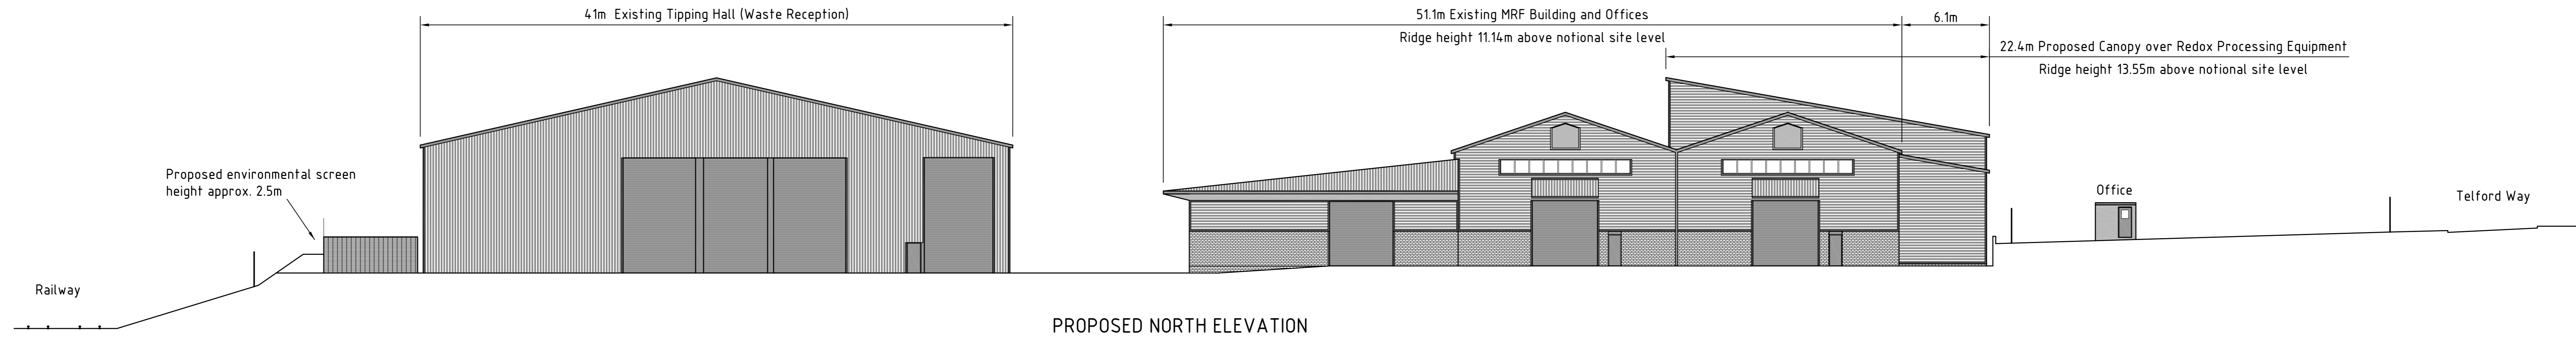 41m Existing Tipping Hall (Waste Reception)
51.1m Existing MRF Building and Offices
6.1m
Ridge height 11.14m above notional site level
22.4m Proposed Canopy over Redox Processing Equipment
Ridge height 13.55m above notional site level
Proposed environmental screen
height approx. 2.5m
Office
Telford Way
Railway
PROPOSED NORTH ELEVATION